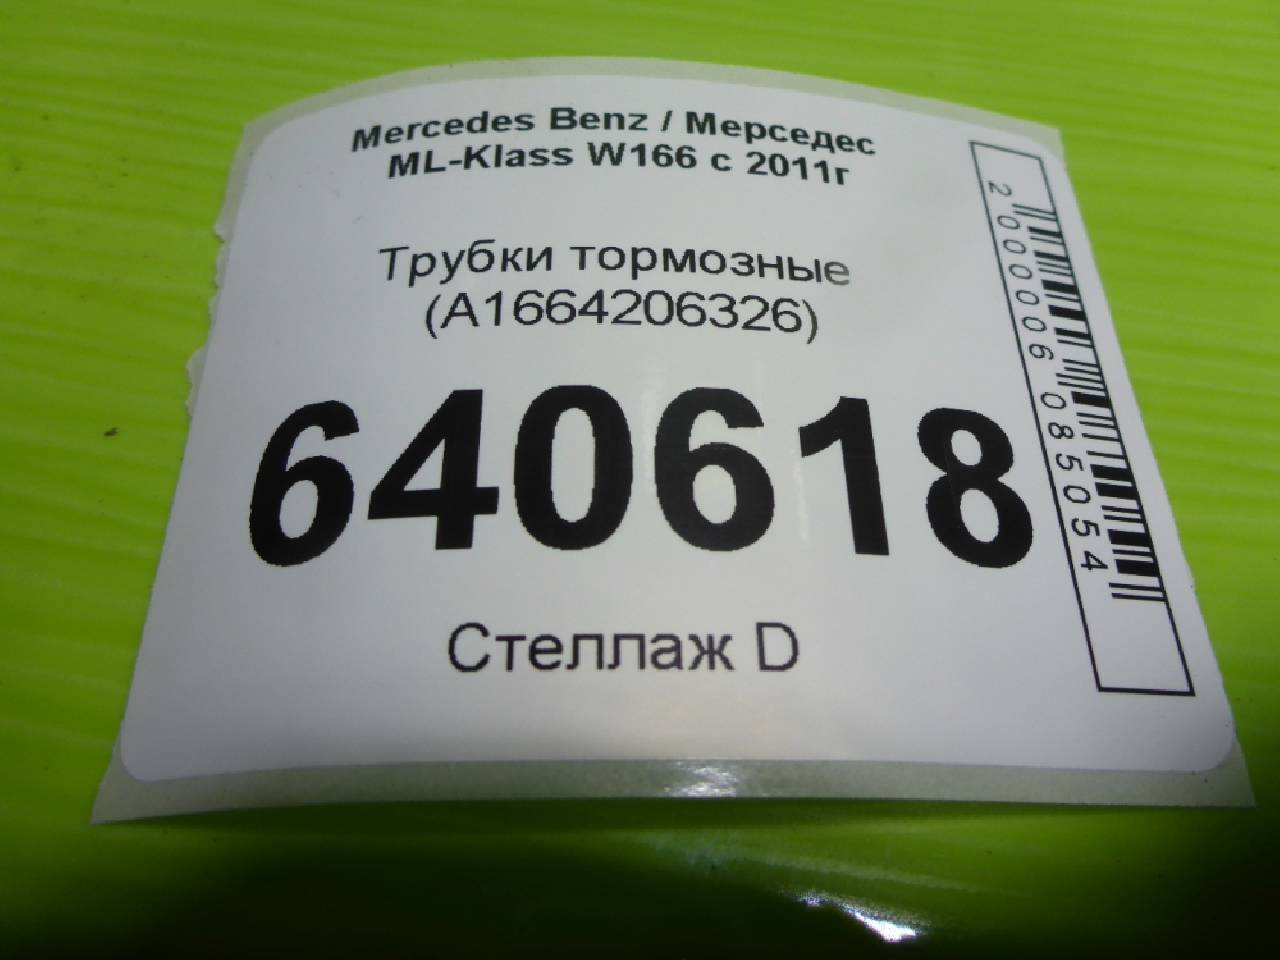 Mercedes Benz / Мерседес
ML-Klass W166 с 2011г
Трубки тормозные
(A1664206326)
640618
Стеллаж D
2000006085054